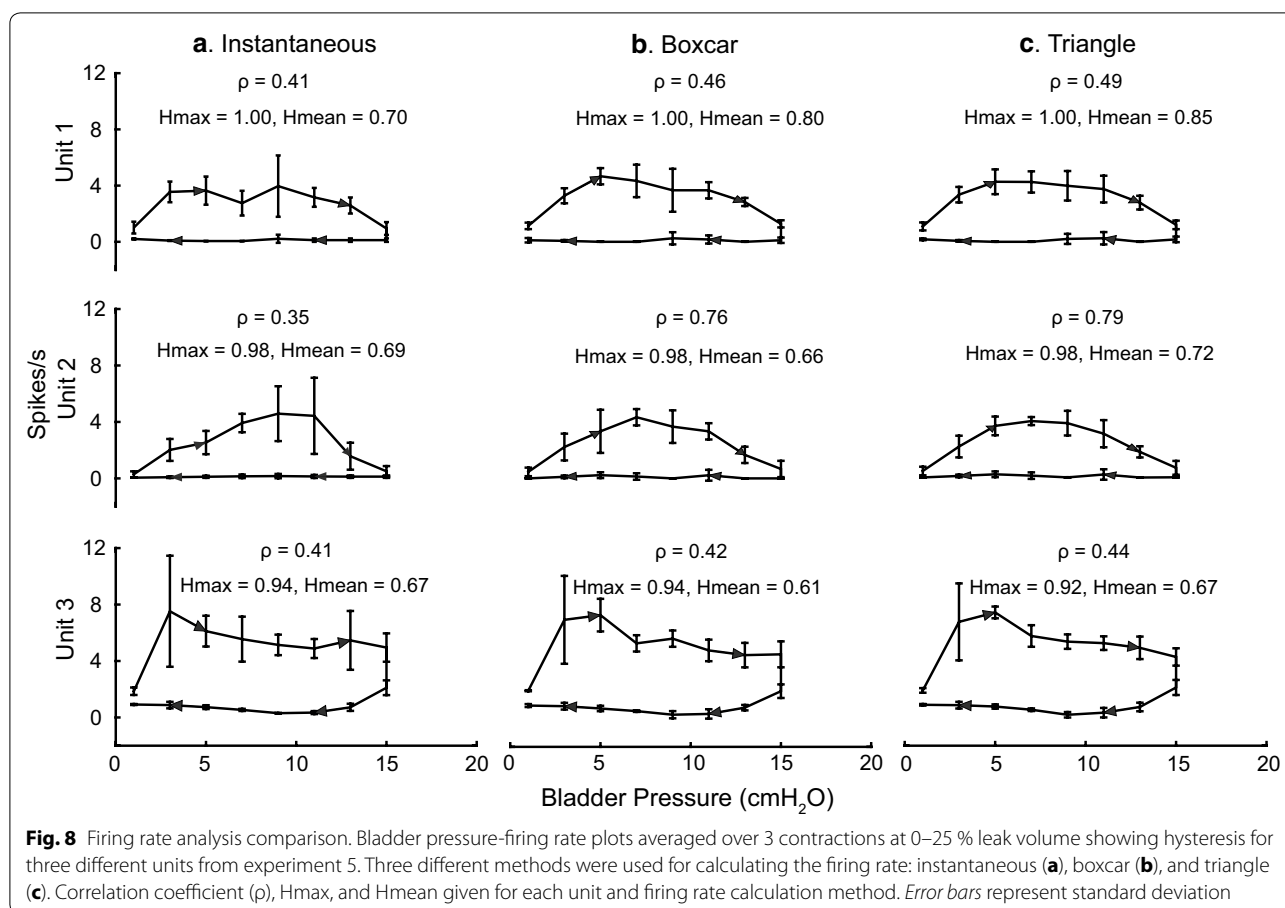 a. Instantaneous
b. Boxcar
c. Triangle
12
8
4
0
Unit 1
ρ = 0.41
Hmax = 1.00, Hmean = 0.70
ρ = 0.46
Hmax = 1.00, Hmean = 0.80
ρ = 0.49
Hmax = 1.00, Hmean = 0.85
12
8
4
0
Spikes/s
Unit 2
ρ = 0.35
Hmax = 0.98, Hmean = 0.69
ρ = 0.76
Hmax = 0.98, Hmean = 0.66
ρ = 0.79
Hmax = 0.98, Hmean = 0.72
12
8
4
0
Unit 3
ρ = 0.41
Hmax = 0.94, Hmean = 0.67
ρ = 0.42
Hmax = 0.94, Hmean = 0.61
ρ = 0.44
Hmax = 0.92, Hmean = 0.67
0 5 10 15 20
0 5 10 15 20
0 5 10 15 20
Bladder Pressure (cmH₂O)
Fig. 8 Firing rate analysis comparison. Bladder pressure-firing rate plots averaged over 3 contractions at 0–25 % leak volume showing hysteresis for
three different units from experiment 5. Three different methods were used for calculating the firing rate: instantaneous (a), boxcar (b), and triangle
(c). Correlation coefficient (ρ), Hmax, and Hmean given for each unit and firing rate calculation method. Error bars represent standard deviation